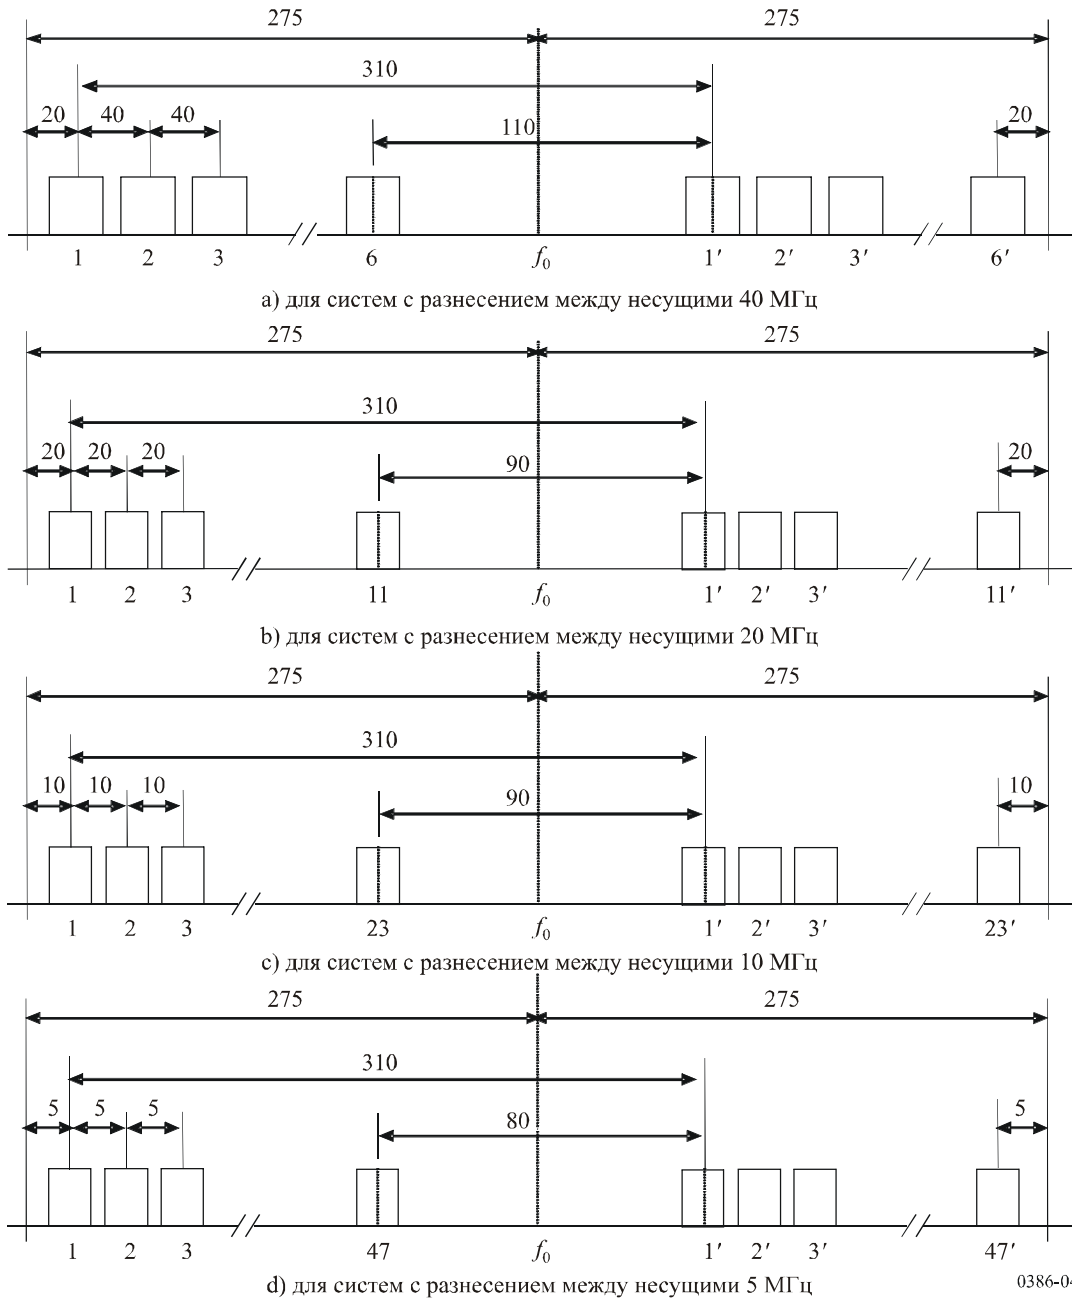 275 275
310
20 40 40 110 20
1 2 3 6 f0 1′ 2′ 3′ 6′
a) для систем с разнесением между несущими 40 МГц
275 275
310
20 20 20 90 20
1 2 3 11 f0 1′ 2′ 3′ 11′
b) для систем с разнесением между несущими 20 МГц
275 275
310
10 10 10 90 10
1 2 3 23 f0 1′ 2′ 3′ 23′
c) для систем с разнесением между несущими 10 МГц
275 275
310
5 5 5 80 5
1 2 3 47 f0 1′ 2′ 3′ 47′
d) для систем с разнесением между несущими 5 МГц
0386-04